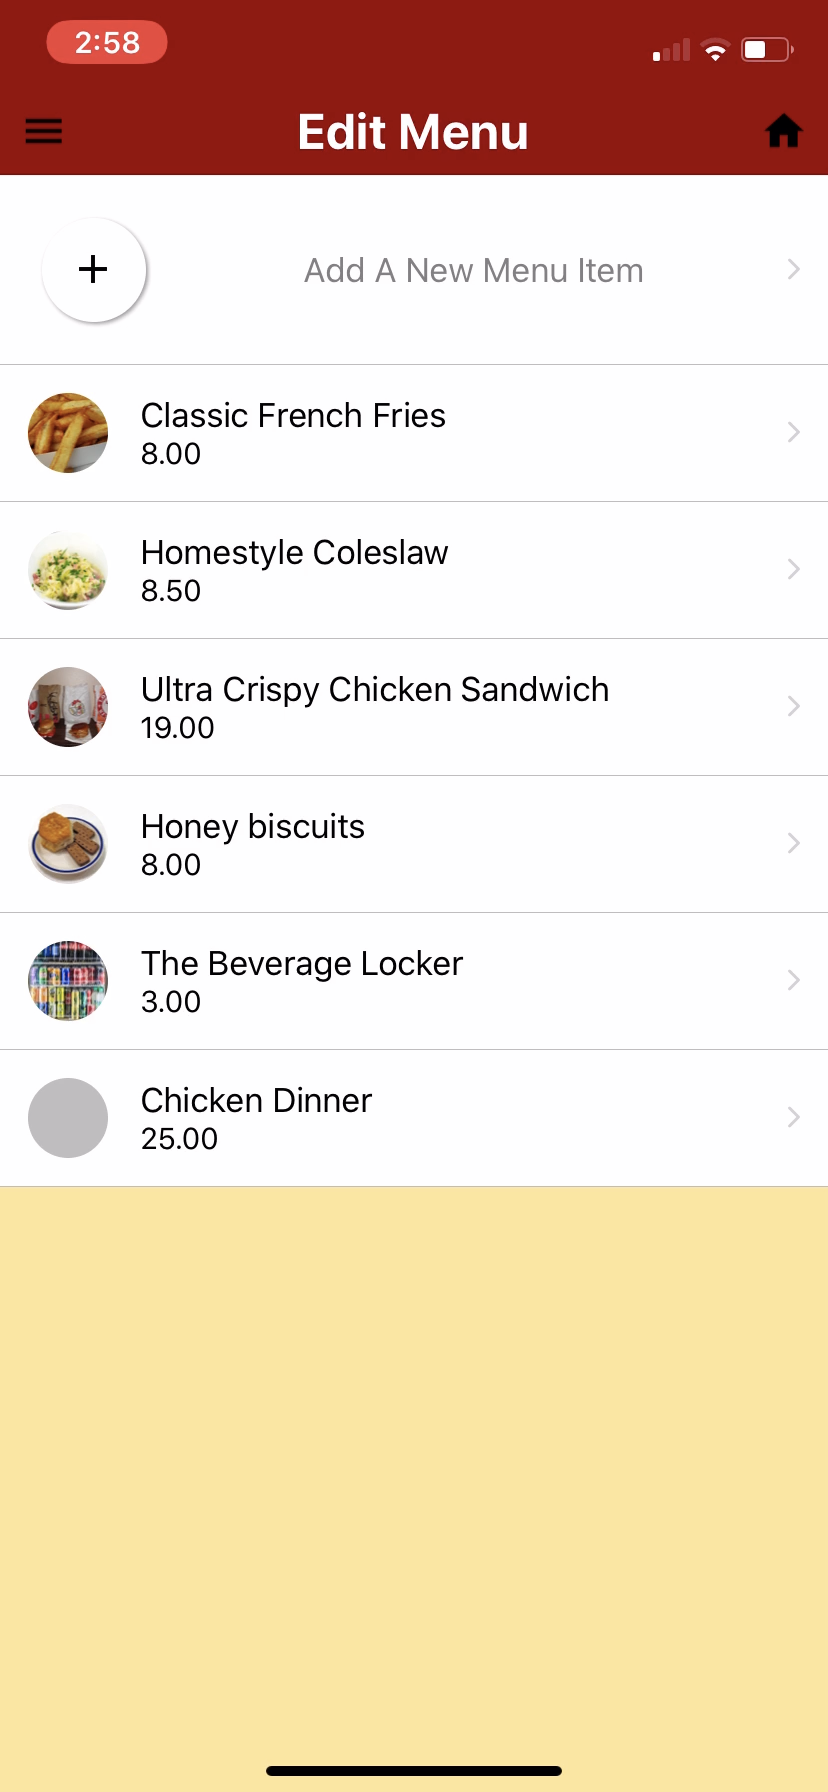 2:58
Edit Menu
Add A New Menu Item
Classic French Fries
8.00
Homestyle Coleslaw
8.50
Ultra Crispy Chicken Sandwich
19.00
Honey biscuits
8.00
The Beverage Locker
3.00
Chicken Dinner
25.00